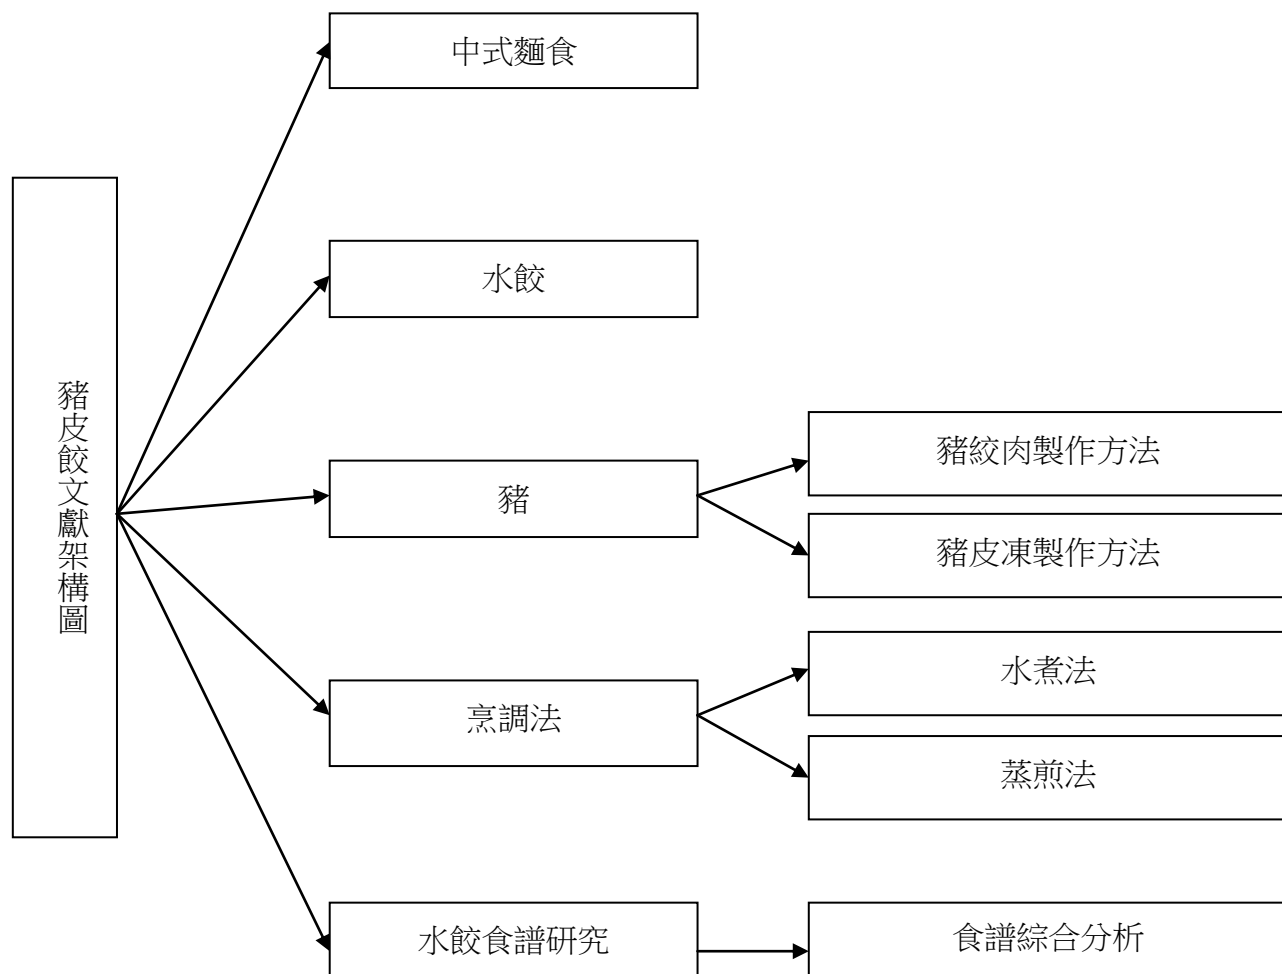 豬皮餃文獻架構圖
中式麵食
水餃
豬
豬絞肉製作方法
豬皮凍製作方法
烹調法
水煮法
蒸煎法
水餃食譜研究
食譜綜合分析